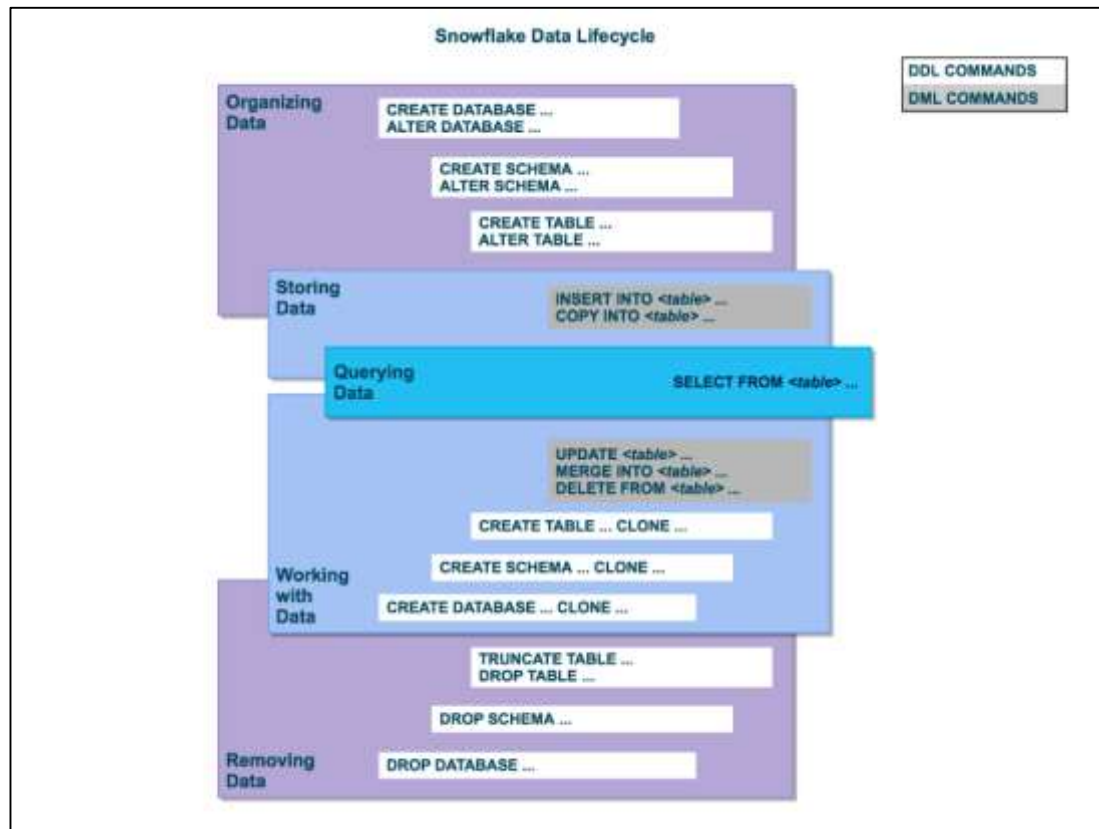 Snowflake Data Lifecycle
DDL COMMANDS
DML COMMANDS
Organizing
Data
CREATE DATABASE ...
ALTER DATABASE ...
CREATE SCHEMA ...
ALTER SCHEMA ...
CREATE TABLE ...
ALTER TABLE ...
Storing
Data
INSERT INTO <table> ...
COPY INTO <table> ...
Querying
Data
SELECT FROM <table> ...
UPDATE <table> ...
MERGE INTO <table> ...
DELETE FROM <table> ...
CREATE TABLE ... CLONE ...
CREATE SCHEMA ... CLONE ...
Working
with
Data
CREATE DATABASE ... CLONE ...
TRUNCATE TABLE ...
DROP TABLE ...
DROP SCHEMA ...
Removing
Data
DROP DATABASE ...